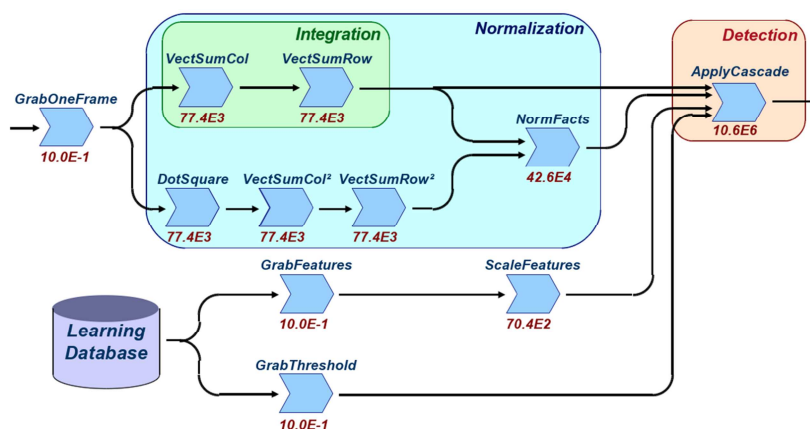 Integration
Normalization
Detection
VectSumCol
VectSumRow
ApplyCascade
GrabOneFrame
77.4E3
77.4E3
NormFacts
10.6E6
10.0E-1
DotSquare
VectSumCol²
VectSumRow²
42.6E4
77.4E3
77.4E3
77.4E3
GrabFeatures
ScaleFeatures
10.0E-1
70.4E2
Learning
Database
GrabThreshold
10.0E-1